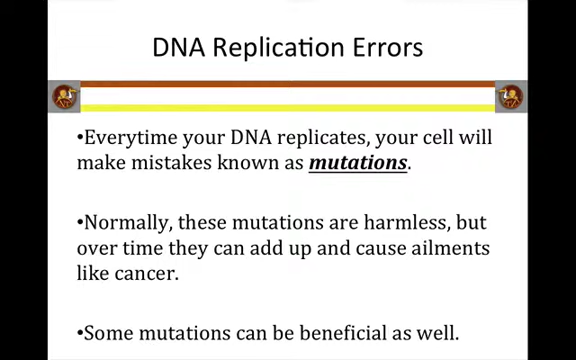 DNA Replication Errors
•Everytime your DNA replicates, your cell will
make mistakes known as mutations.
•Normally, these mutations are harmless, but
over time they can add up and cause ailments
like cancer.
•Some mutations can be beneficial as well.